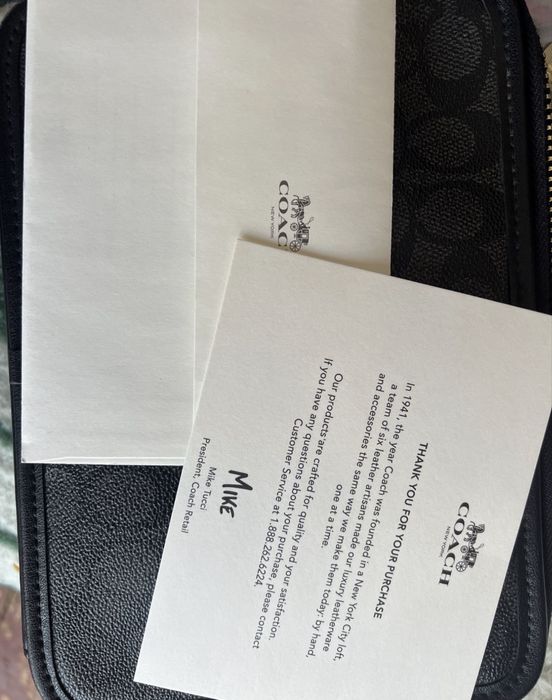 COAC
NEW YORK
COACH
NEW YORK
THANK YOU FOR YOUR PURCHASE
In 1941, the year Coach was founded in a New York City loft,
a team of six leather artisans made our luxury leatherware
and accessories the same way we make them today: by hand,
one at a time.
Our products are crafted for quality and your satisfaction.
If you have any questions about your purchase, please contact
Customer Service at 1.888.262.6224.
MIKE
Mike Tucci
President, Coach Retail